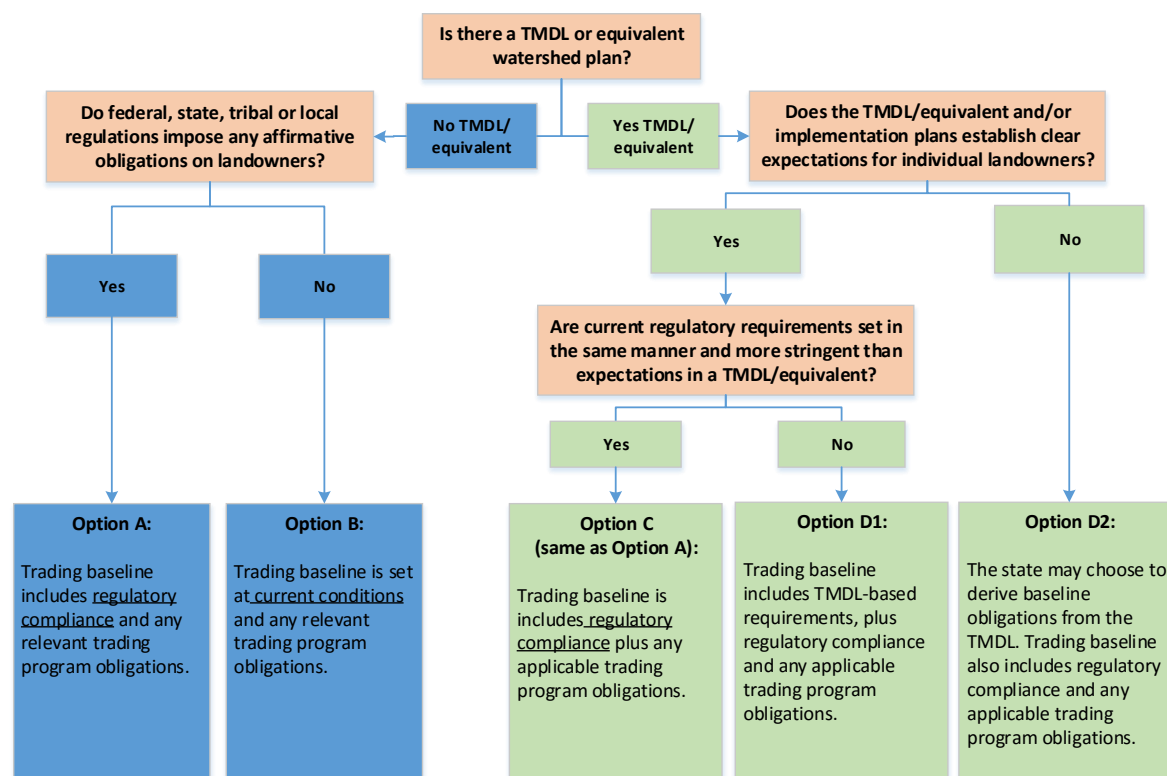 Is there a TMDL or equivalent
watershed plan?
Do federal, state, tribal or local
regulations impose any affirmative
obligations on landowners?
No TMDL/
equivalent
Yes TMDL/
equivalent
Does the TMDL/equivalent and/or
implementation plans establish clear
expectations for individual landowners?
Yes
No
Yes
No
Are current regulatory requirements set in
the same manner and more stringent than
expectations in a TMDL/equivalent?
Yes
No
Option A:
Trading baseline
includes regulatory
compliance and any
relevant trading
program obligations.
Option B:
Trading baseline is set
at current conditions
and any relevant
trading program
obligations.
Option C
(same as Option A):
Trading baseline is
includes regulatory
compliance plus any
applicable trading
program obligations.
Option D1:
Trading baseline
includes TMDL-based
requirements, plus
regulatory compliance
and any applicable
trading program
obligations.
Option D2:
The state may choose to
derive baseline
obligations from the
TMDL. Trading baseline
also includes regulatory
compliance and any
applicable trading
program obligations.